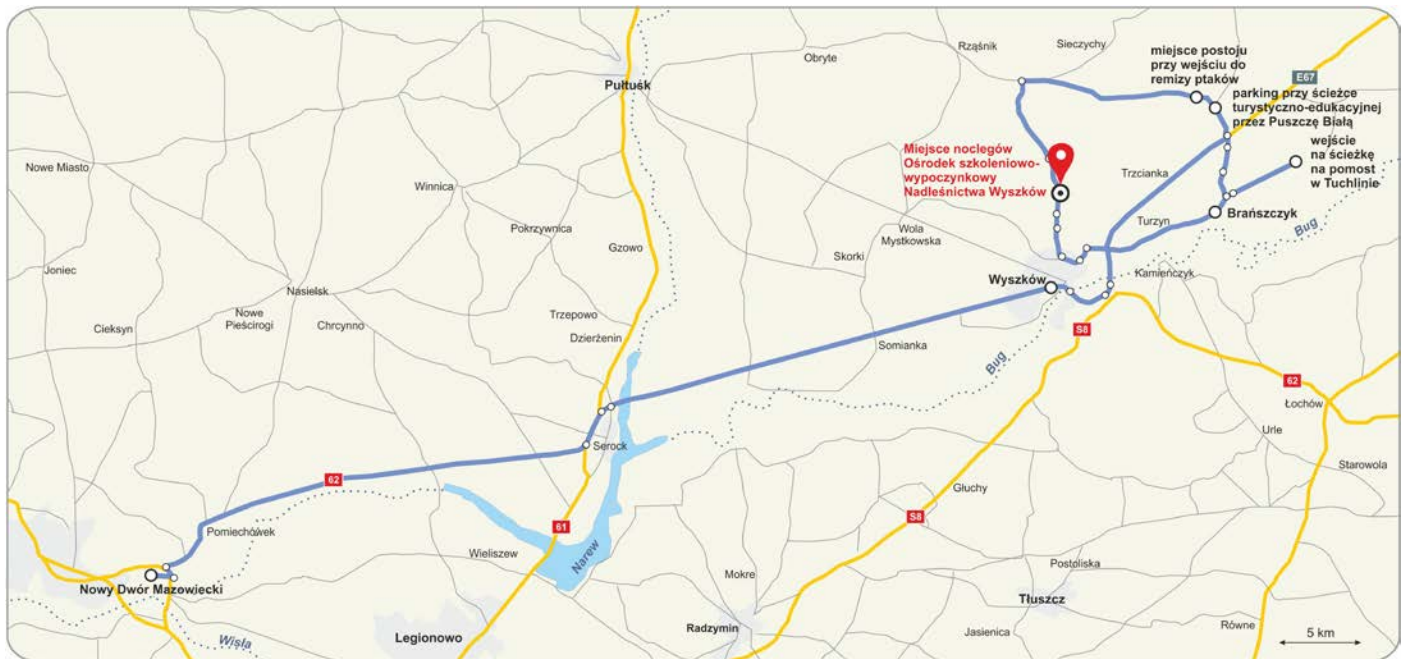 Rząśnik
Sieczychy
Obryte
miejsce postoju
przy wejściu do
remizy ptaków
E67
parking przy ścieżce
turystyczno-edukacyjnej
przez Puszczę Białą
wejście
na ścieżkę
na pomost
w Tuchlinie
Pułtusk
Miejsce noclegów
Ośrodek szkoleniowo-
wypoczynkowy
Nadleśnictwa Wyszków
Trzcianka
Nowe Miasto
Winnica
Brańszczyk
Turzyn
Bug
Pokrzywnica
Gzowo
Wola
Mystkowska
Skorki
Joniec
Kamieńczyk
Wyszków
Nasielsk
Nowe
Pieścirogi
Chrcynno
Cieksyn
Trzepowo
Dzierżenin
S8
Somianka
Bug
62
Łochów
Urle
Serock
Starowola
62
Głuchy
S8
61
Pomiechówek
Wieliszew
Narew
Mokre
Postoliska
Nowy Dwór Mazowiecki
Tłuszcz
Wisła
Legionowo
Radzymin
Jasienica
Równe
5 km